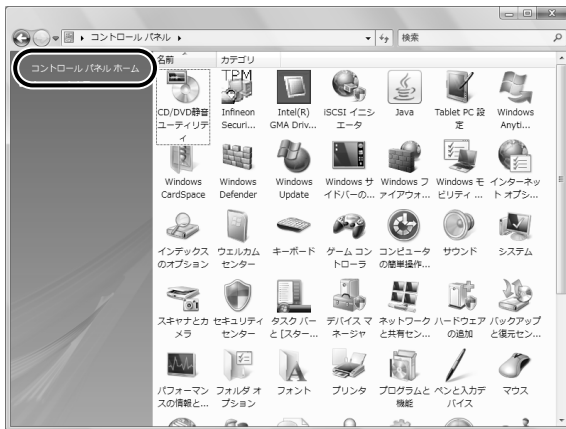 コントロール パネル
検索
コントロール パネル ホーム
名前 カテゴリ
CD/DVD静音
ユーティリテ
ィ
TPM
Infineon
Securi...
Intel(R)
GMA Driv...
iSCSI イニシ
エータ
Java
Tablet PC 設
定
Windows
Anyti...
Windows
CardSpace
Windows
Defender
Windows
Update
Windows サ
イドバーの...
Windows フ
ァイアウォ...
Windows モ
ビリティ ...
インターネッ
ト オプシ...
インデックス
のオプション
ウェルカム
センター
キーボード
ゲーム コン
トローラ
コンピュータ
の簡単操作...
サウンド
システム
スキャナとカ
メラ
セキュリティ
センター
タスク バー
と [スター...
デバイス マ
ネージャ
ネットワーク
と共有セン...
ハードウェア
の追加
バックアップ
と復元セン...
パフォーマン
スの情報と...
フォルダ オ
プション
フォント
プリンタ
プログラムと
機能
ペンと入力デ
バイス
マウス